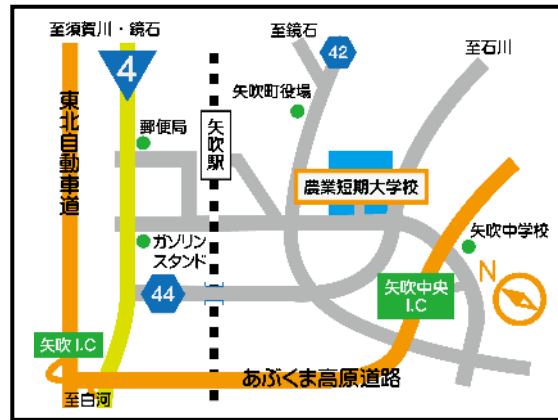 至須賀川・鏡石
至鏡石
至石川
4
42
矢吹町役場
東北自動車道
郵便局
矢吹駅
農業短期大学校
矢吹中学校
ガソリン
スタンド
N
44
矢吹中央
I.C
矢吹I.C
あぶくま高原道路
至白河